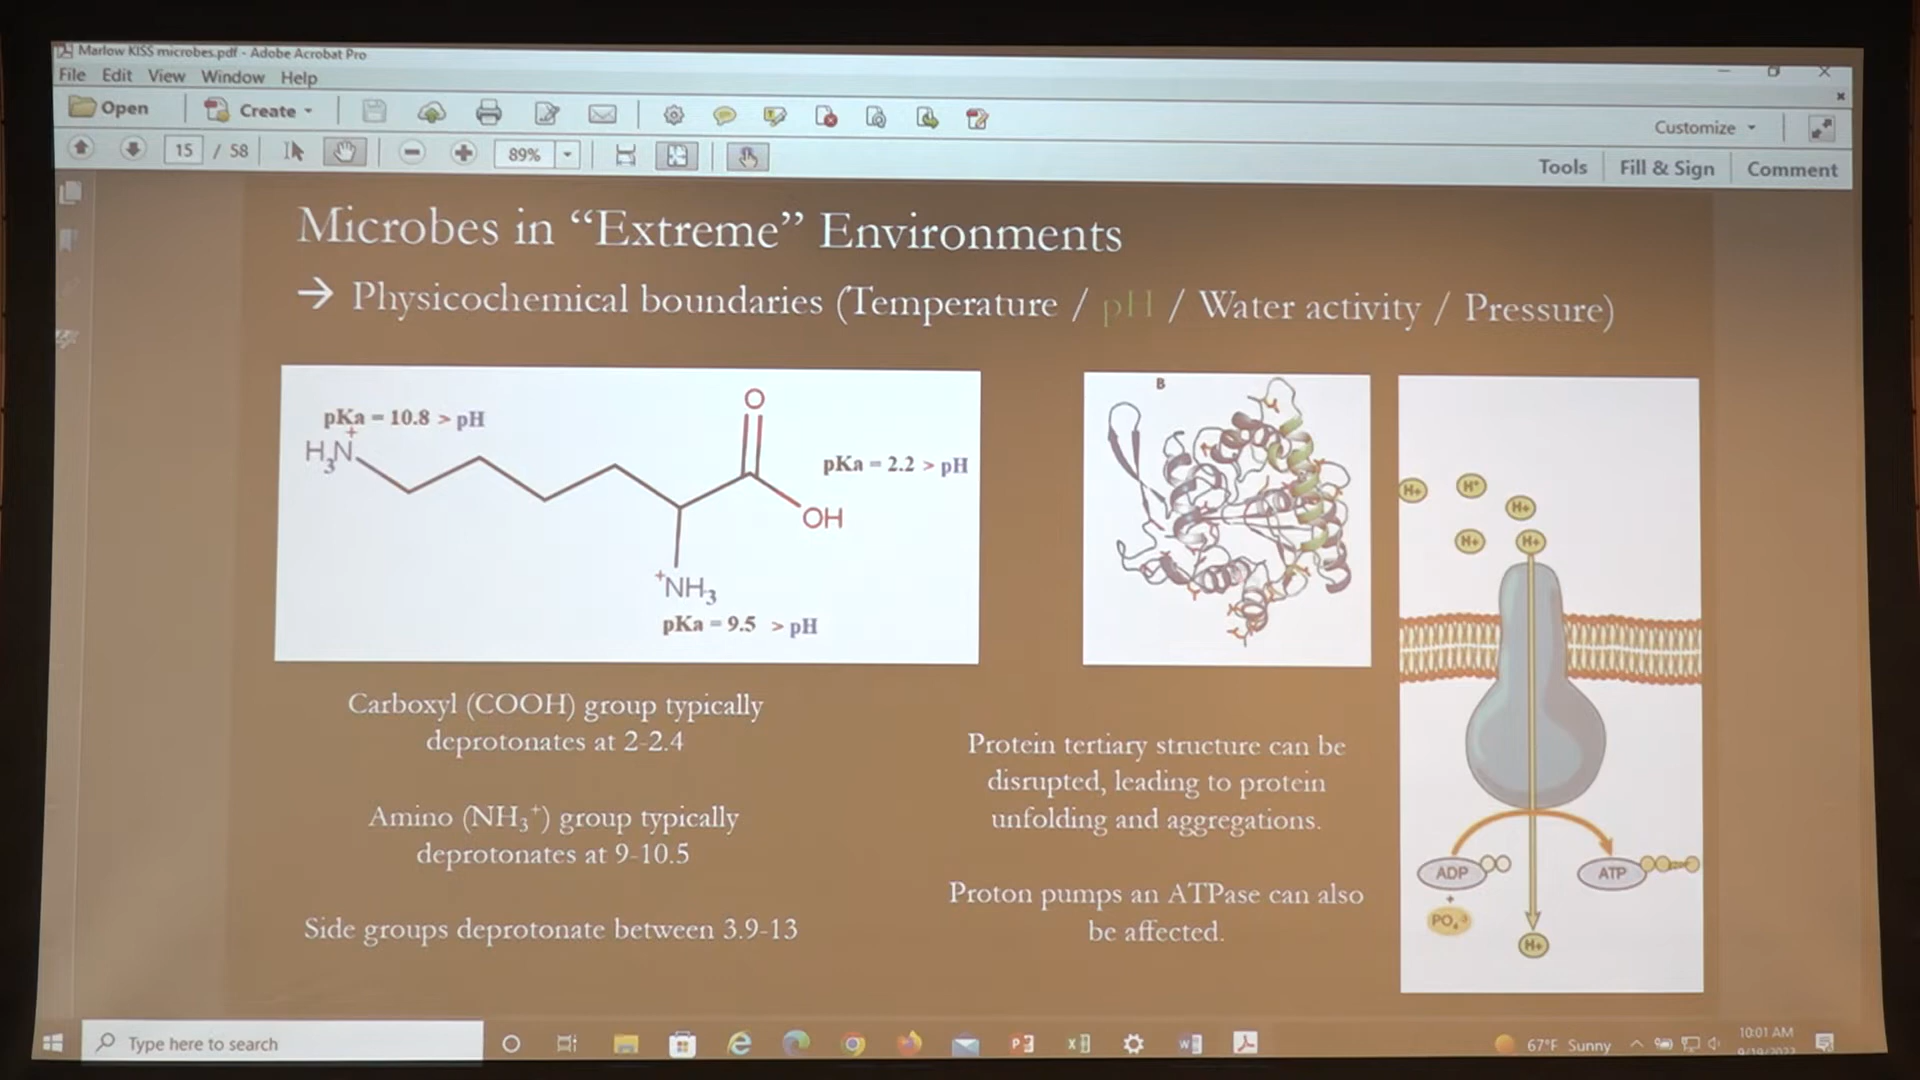 Marlow KISS microbes.pdf - Adobe Acrobat Pro
File Edit View Window Help
Open Create Customize
15 / 58 89% Tools Fill & Sign Comment
Microbes in “Extreme” Environments
→ Physicochemical boundaries (Temperature / pH / Water activity / Pressure)
pKa = 10.8 > pH
H₃N⁺
O
pKa = 2.2 > pH
OH
⁺NH₃
pKa = 9.5 > pH
Carboxyl (COOH) group typically
deprotonates at 2-2.4
Amino (NH₃⁺) group typically
deprotonates at 9-10.5
Side groups deprotonate between 3.9-13
B
Protein tertiary structure can be
disrupted, leading to protein
unfolding and aggregations.
Proton pumps an ATPase can also
be affected.
H+ H+ H+
H+ H+
ADP ATP
+
PO₄⁻³
H+
Type here to search
67°F Sunny
10:01 AM